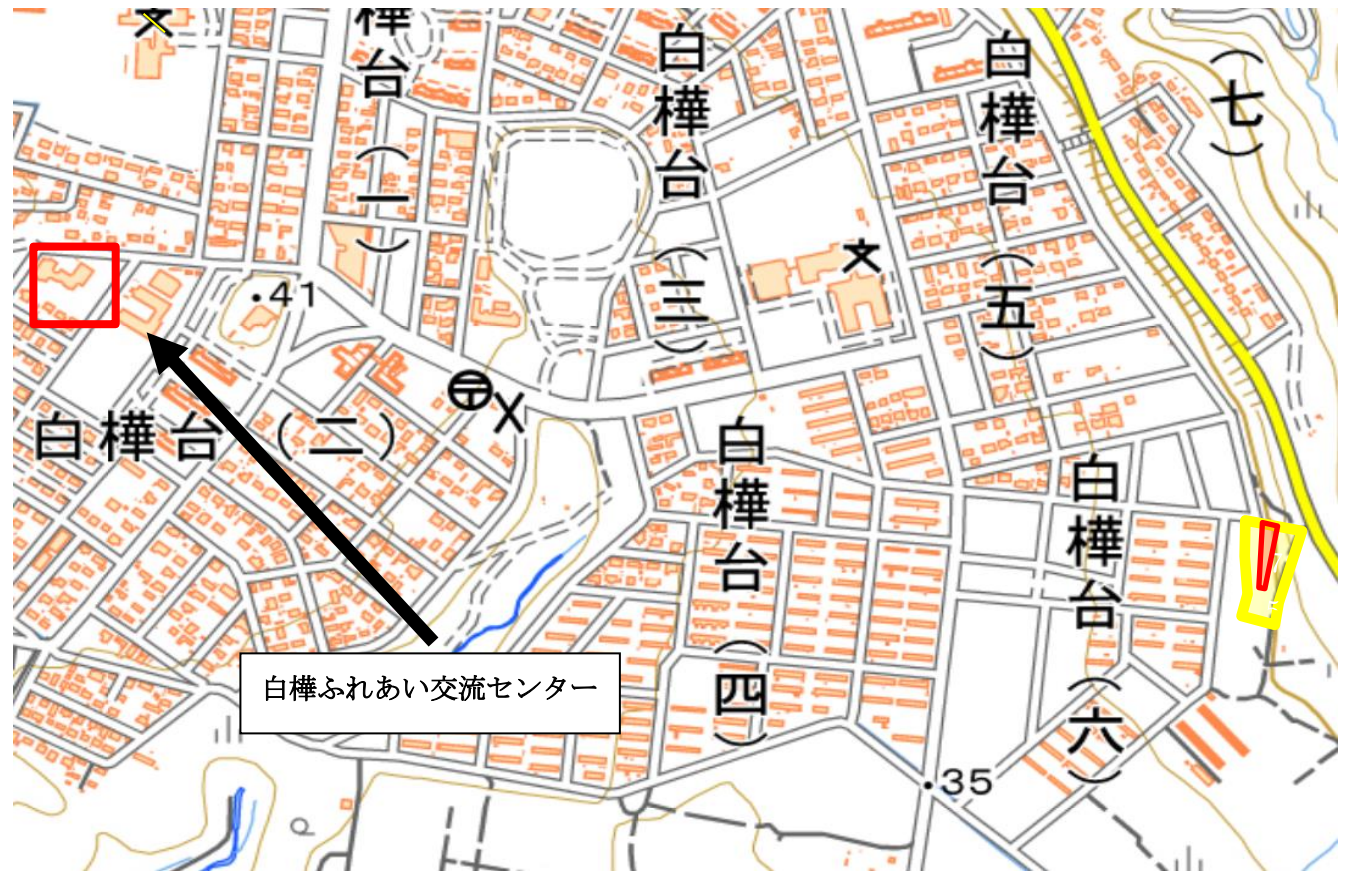 樺台(一)
白樺台(三)
白樺台(五)
(七)
文
文
・41
白樺台(二)
〒
X
白樺台(四)
白樺台(六)
白樺ふれあい交流センター
・35